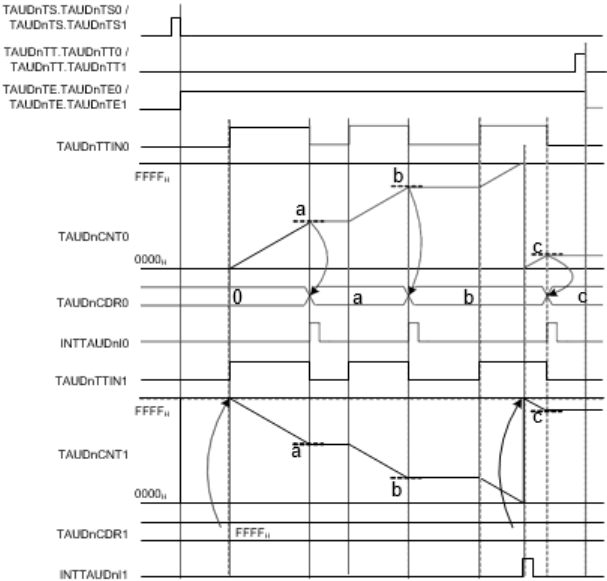 TAUDnTS.TAUDnTS0 /
TAUDnTS.TAUDnTS1
TAUDnTT.TAUDnTT0 /
TAUDnTT.TAUDnTT1
TAUDnTE.TAUDnTE0 /
TAUDnTE.TAUDnTE1
TAUDnTTIN0
FFFFH
b
a
TAUDnCNT0
c
0000H
TAUDnCDR0 0 a b c
INTTAUDnI0
TAUDnTTIN1
FFFFH
c
TAUDnCNT1 a
b
0000H
TAUDnCDR1 FFFFH
INTTAUDnI1